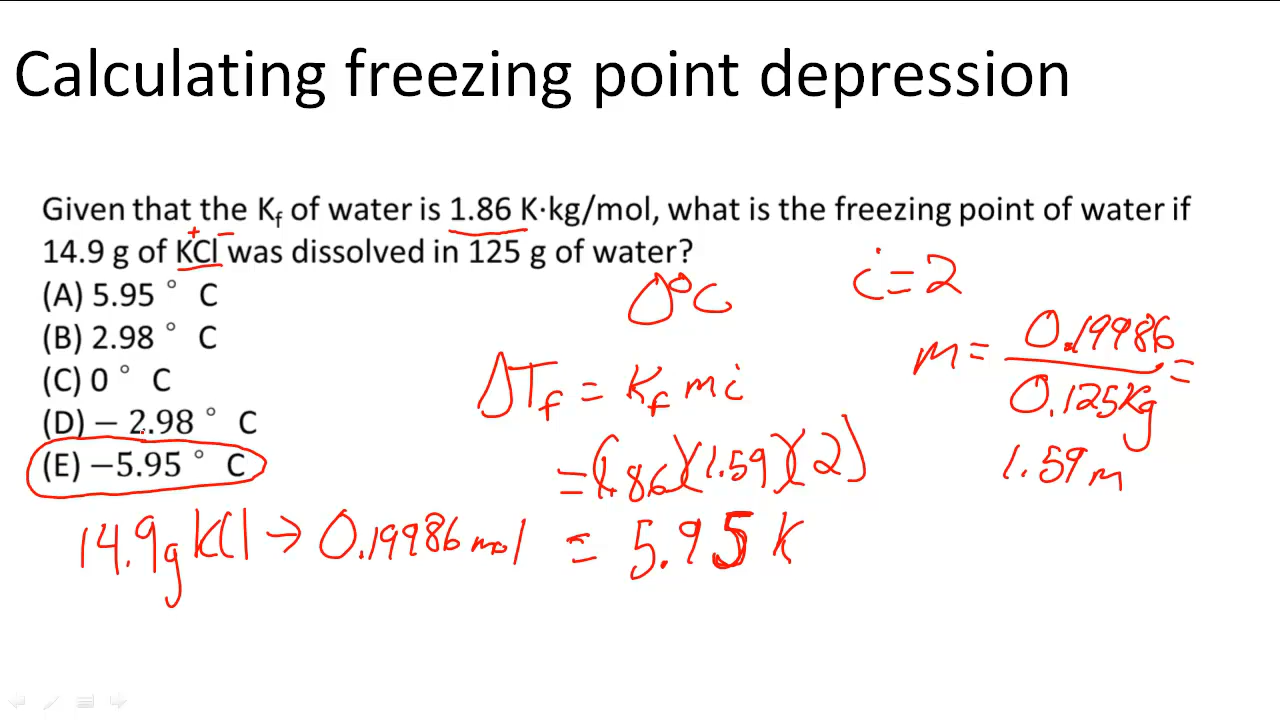 Calculating freezing point depression
Given that the Kf of water is 1.86 K·kg/mol, what is the freezing point of water if
14.9 g of KCl was dissolved in 125 g of water?
+ −
(A) 5.95 ° C
(B) 2.98 ° C
(C) 0 ° C
(D) − 2.98 ° C
(E) −5.95 ° C
0°C
i = 2
m = 0.19986 =
0.125 Kg
1.59 m
ΔTf = Kf m i
= (1.86)(1.59)(2)
14.9g KCl → 0.19986 mol
= 5.95 K